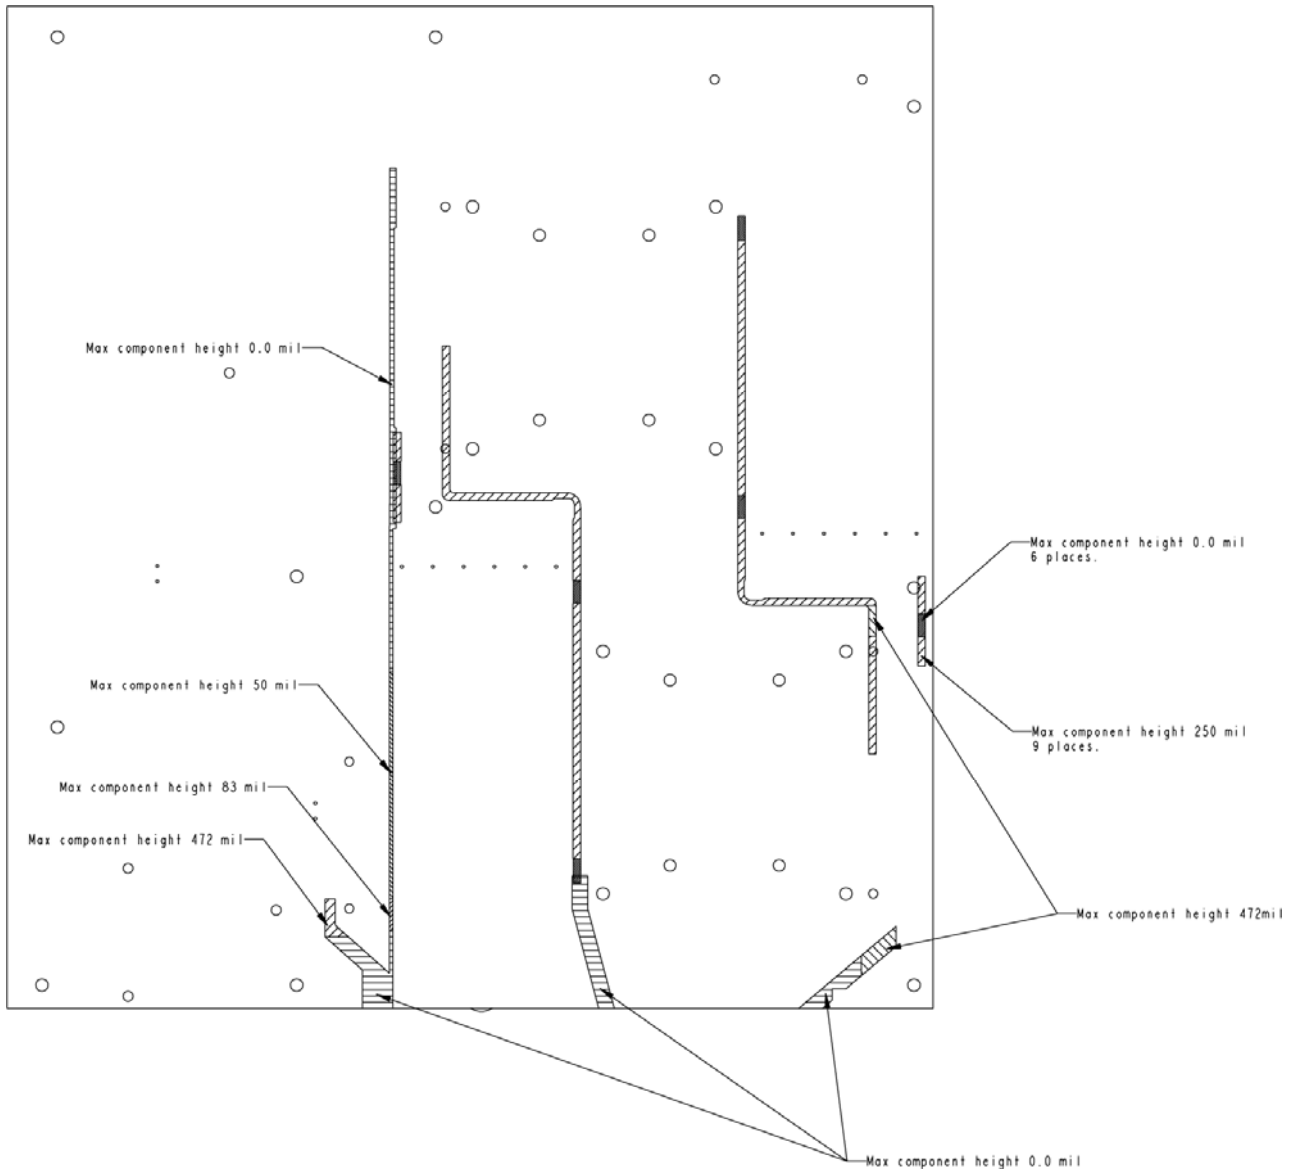 Max component height 0.0 mil
Max component height 0.0 mil
6 places.
Max component height 50 mil
Max component height 250 mil
9 places.
Max component height 83 mil
Max component height 472 mil
Max component height 472mil
Max component height 0.0 mil